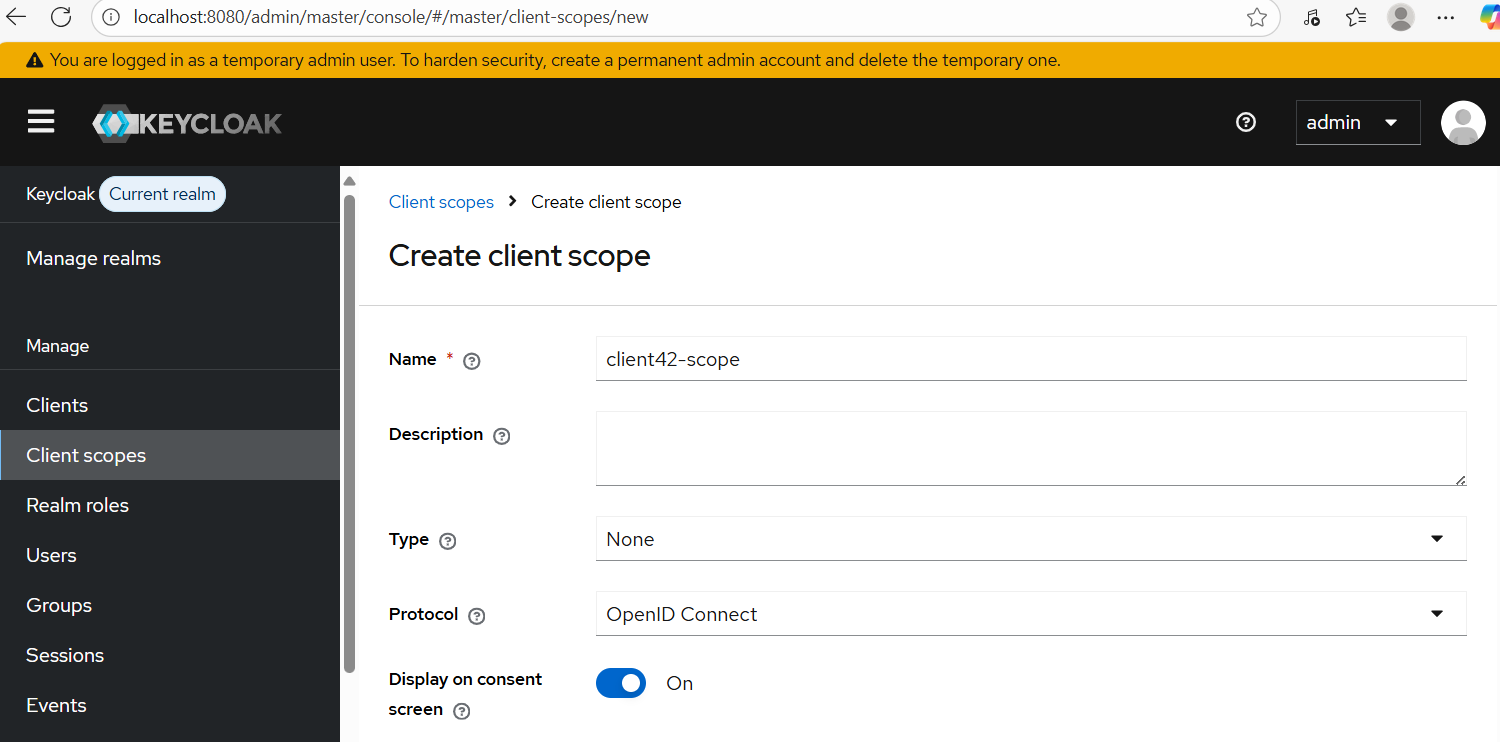 localhost:8080/admin/master/console/#/master/client-scopes/new
You are logged in as a temporary admin user. To harden security, create a permanent admin account and delete the temporary one.
KEYCLOAK
admin
Keycloak Current realm
Manage realms
Manage
Clients
Client scopes
Realm roles
Users
Groups
Sessions
Events
Client scopes > Create client scope
Create client scope
Name * client42-scope
Description
Type None
Protocol OpenID Connect
Display on consent
screen On